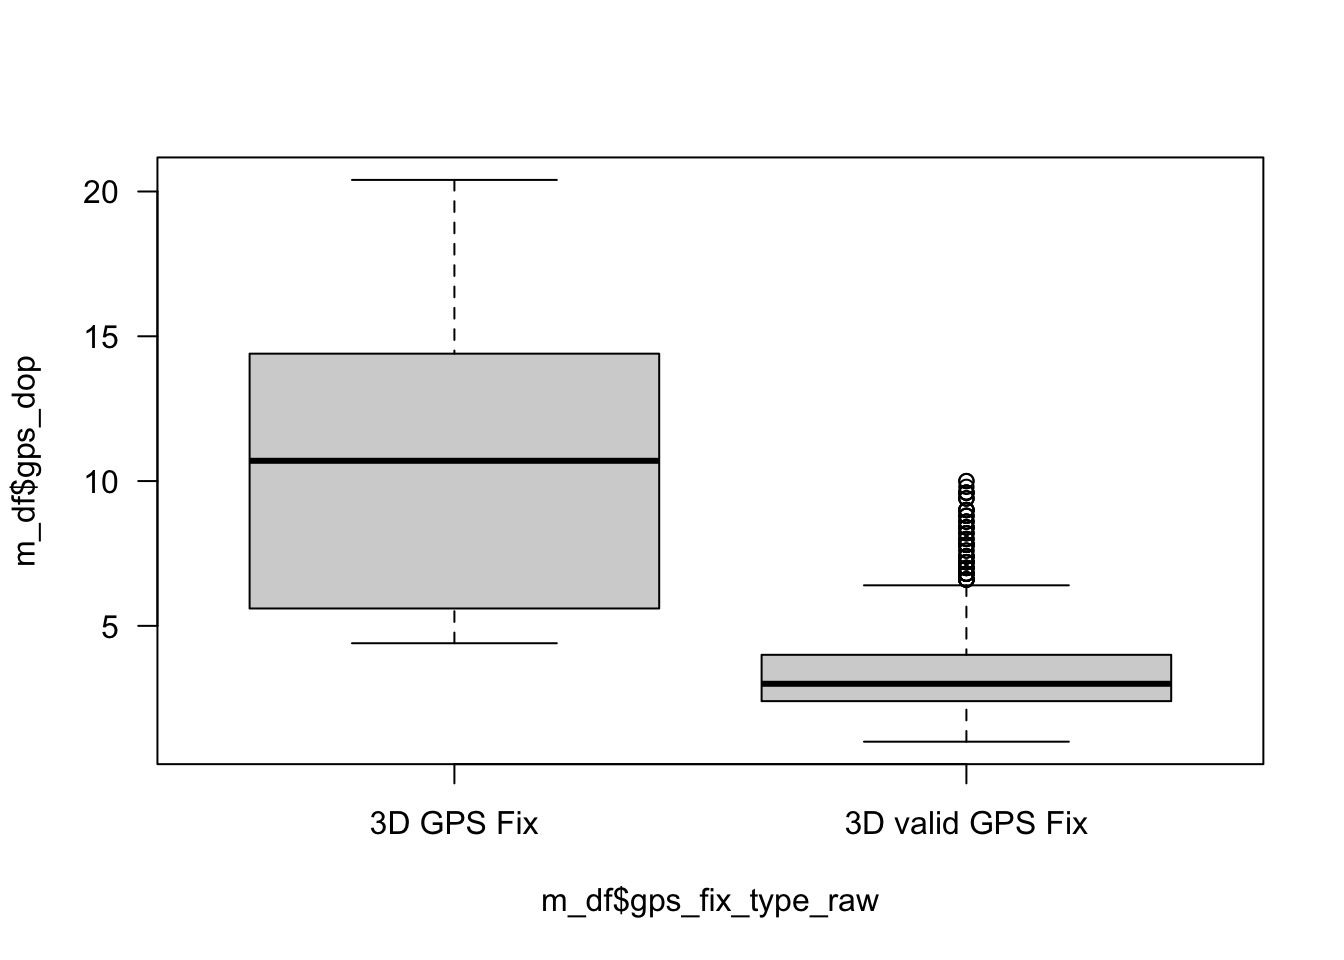 20
15
10
5
m_df$gps_dop
3D GPS Fix
3D valid GPS Fix
m_df$gps_fix_type_raw